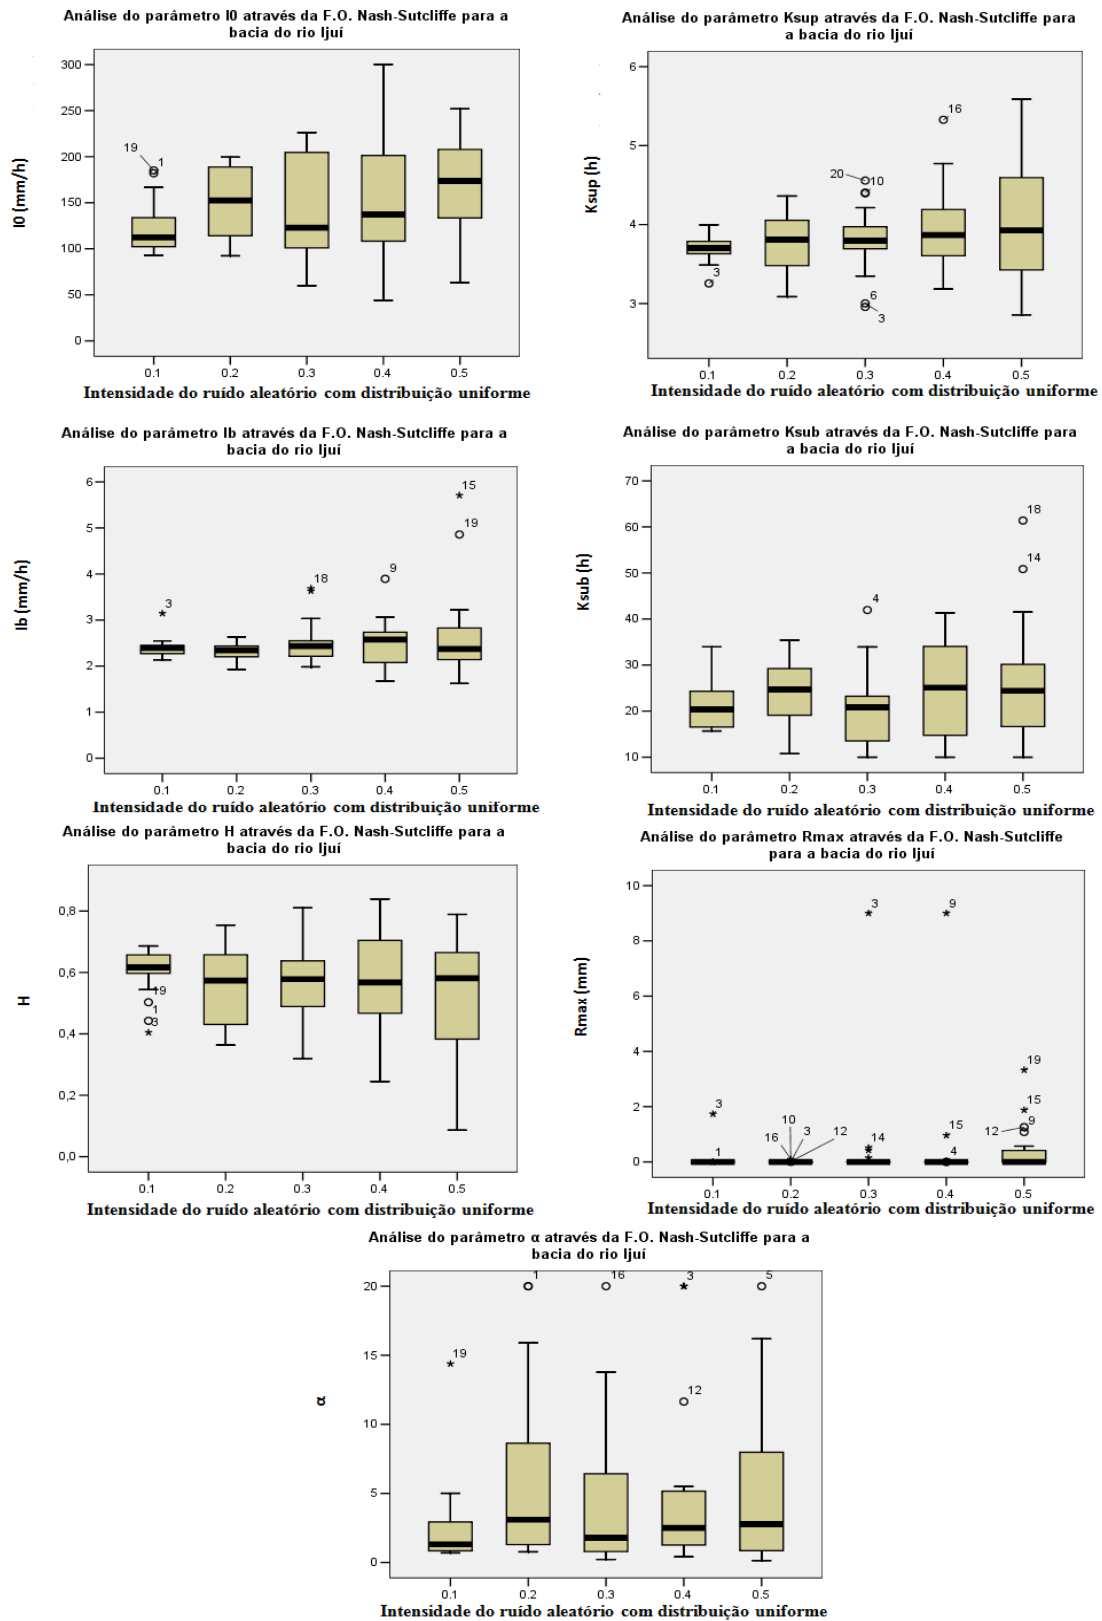 Análise do parâmetro I0 através da F.O. Nash-Sutcliffe para a
bacia do rio Ijuí
300
250
200
150
100
50
0
I0 (mm/h)
19
1
0.1 0.2 0.3 0.4 0.5
Intensidade do ruído aleatório com distribuição uniforme
Análise do parâmetro Ksup através da F.O. Nash-Sutcliffe para
a bacia do rio Ijuí
6
5
4
3
Ksup (h)
3
20
10
6
3
16
0.1 0.2 0.3 0.4 0.5
Intensidade do ruído aleatório com distribuição uniforme
Análise do parâmetro Ib através da F.O. Nash-Sutcliffe para a
bacia do rio Ijuí
6
5
4
3
2
1
0
Ib (mm/h)
3
18
9
15
19
0.1 0.2 0.3 0.4 0.5
Intensidade do ruído aleatório com distribuição uniforme
Análise do parâmetro Ksub através da F.O. Nash-Sutcliffe para
a bacia do rio Ijuí
70
60
50
40
30
20
10
Ksub (h)
4
18
14
0.1 0.2 0.3 0.4 0.5
Intensidade do ruído aleatório com distribuição uniforme
Análise do parâmetro H através da F.O. Nash-Sutcliffe para a
bacia do rio Ijuí
0,8
0,6
0,4
0,2
0,0
H
19
1
3
0.1 0.2 0.3 0.4 0.5
Intensidade do ruído aleatório com distribuição uniforme
Análise do parâmetro Rmax através da F.O. Nash-Sutcliffe
para a bacia do rio Ijuí
10
8
6
4
2
0
Rmax (mm)
3
1
10
16
3
12
3
14
9
15
4
19
15
12
9
0.1 0.2 0.3 0.4 0.5
Intensidade do ruído aleatório com distribuição uniforme
Análise do parâmetro α através da F.O. Nash-Sutcliffe para a
bacia do rio Ijuí
20
15
10
5
0
α
19
1
16
3
12
5
0.1 0.2 0.3 0.4 0.5
Intensidade do ruído aleatório com distribuição uniforme